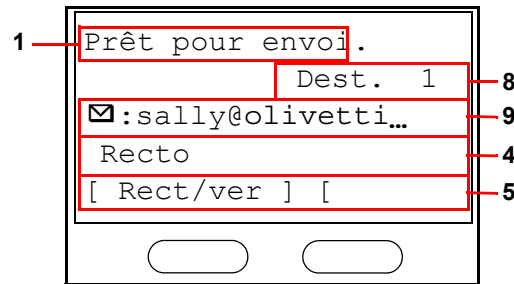 1 Prêt pour envoi.
Dest. 1 8
:sally@olivetti… 9
Recto 4
[ Rect/ver ] [ 5